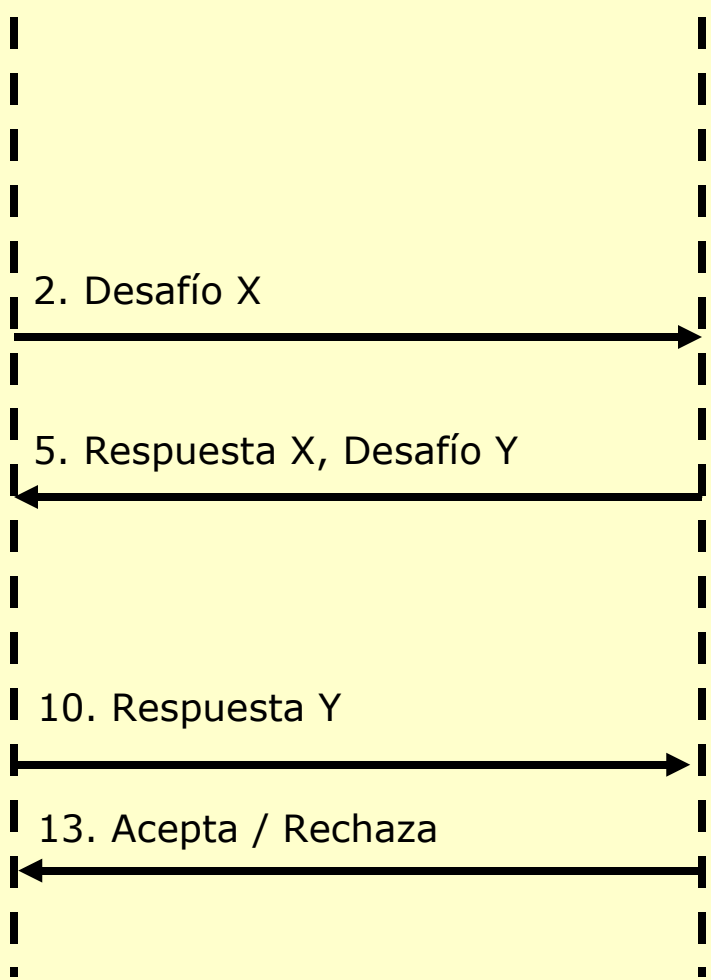 2. Desafío X
5. Respuesta X, Desafío Y
10. Respuesta Y
13. Acepta / Rechaza